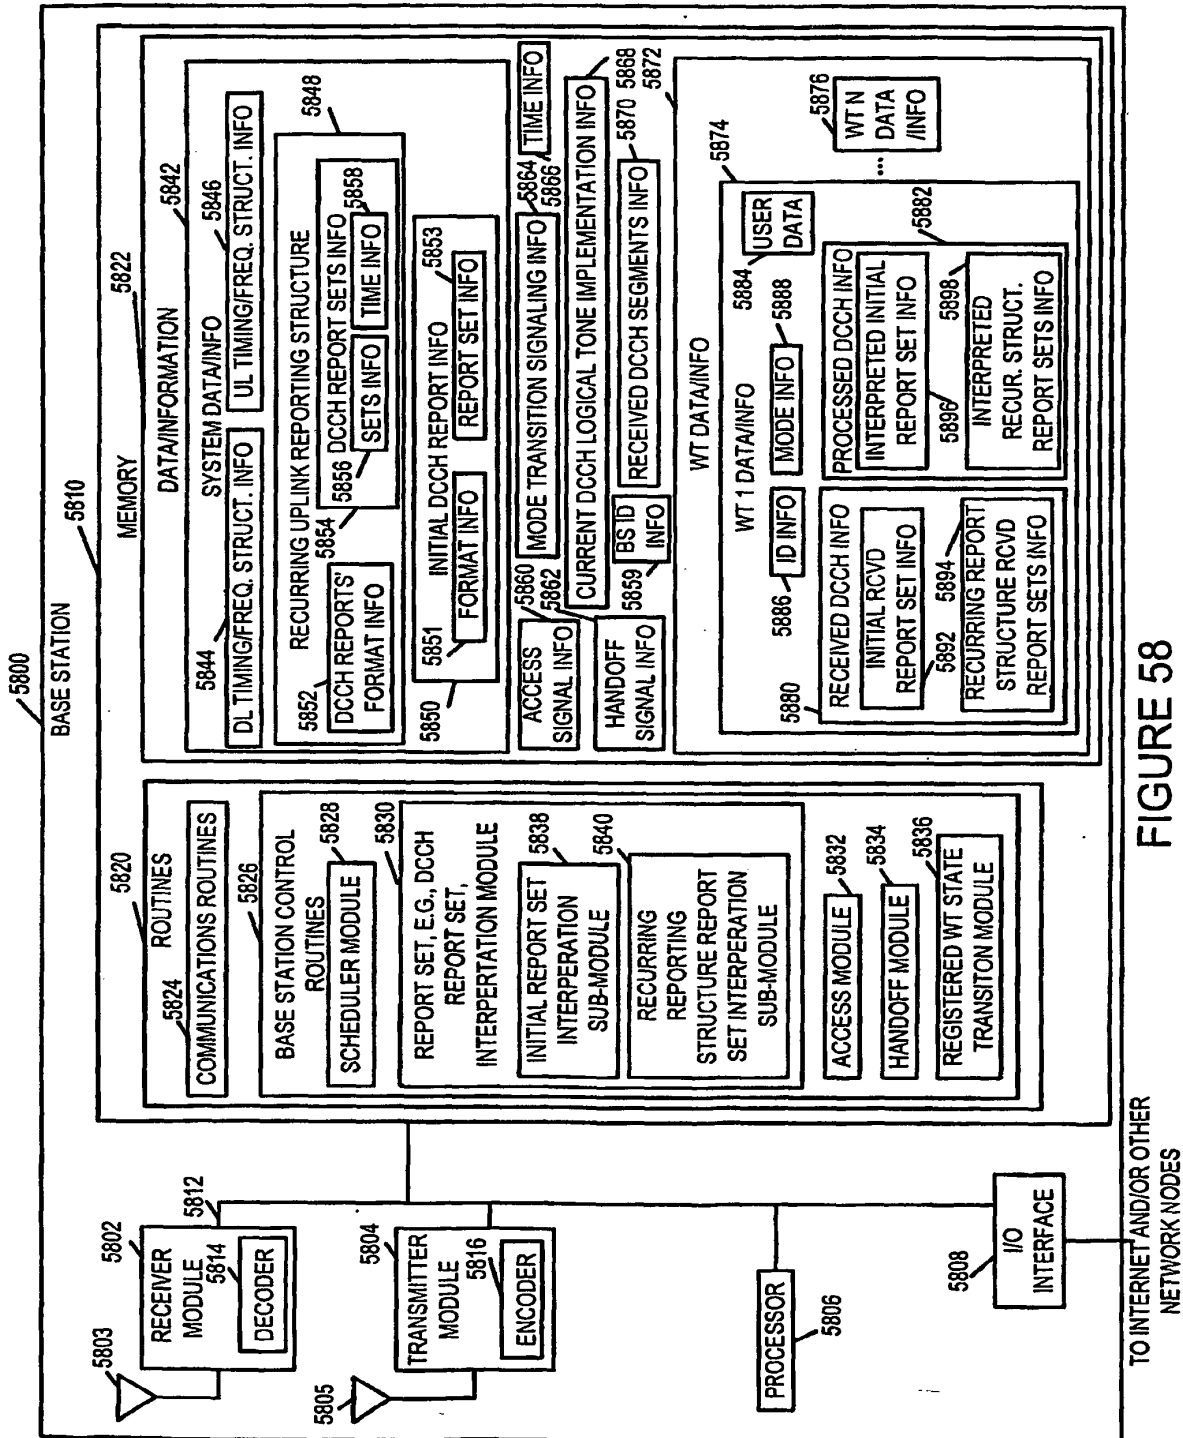 5800
BASE STATION
5803
5802
RECEIVER
MODULE
5814
DECODER
5812
5805
5804
TRANSMITTER
MODULE
5816
ENCODER
PROCESSOR
5806
5808
I/O
INTERFACE
TO INTERNET AND/OR OTHER
NETWORK NODES
5810
MEMORY
5820
ROUTINES
5824
COMMUNICATIONS ROUTINES
5826
BASE STATION CONTROL
ROUTINES
5828
SCHEDULER MODULE
5830
REPORT SET, E.G., DCCH
REPORT SET,
INTERPERTATION MODULE
5838
INITIAL REPORT SET
INTERPERATION
SUB-MODULE
5840
RECURRING
REPORTING
STRUCTURE REPORT
SET INTERPERATION
SUB-MODULE
5832
ACCESS MODULE
5834
HANDOFF MODULE
5836
REGISTERED WT STATE
TRANSITON MODULE
5822
DATA/INFORMATION
5842
SYSTEM DATA/INFO
5844
DL TIMING/FREQ. STRUCT. INFO
5846
UL TIMING/FREQ. STRUCT. INFO
5848
RECURRING UPLINK REPORTING STRUCTURE
5852
DCCH REPORTS'
FORMAT INFO
5854
DCCH REPORT SETS INFO
5856
SETS INFO
5858
TIME INFO
5850
INITIAL DCCH REPORT INFO
5851
FORMAT INFO
5853
REPORT SET INFO
5860
ACCESS
SIGNAL INFO
5862
HANDOFF
SIGNAL INFO
MODE TRANSITION SIGNALING INFO
5864
TIME INFO
5866
CURRENT DCCH LOGICAL TONE IMPLEMENTATION INFO
5868
BS ID
INFO
5859
RECEIVED DCCH SEGMENTS INFO
5870
5872
WT DATA/INFO
5874
WT 1 DATA/INFO
5884
USER
DATA
5886
ID INFO
MODE INFO
5888
5880
RECEIVED DCCH INFO
INITIAL RCVD
REPORT SET INFO
5892
5894
RECURRING REPORT
STRUCTURE RCVD
REPORT SETS INFO
5882
PROCESSED DCCH INFO
INTERPRETED INITIAL
REPORT SET INFO
5896
5898
INTERPRETED
RECUR. STRUCT.
REPORT SETS INFO
...
5876
WT N
DATA
/INFO
FIGURE 58